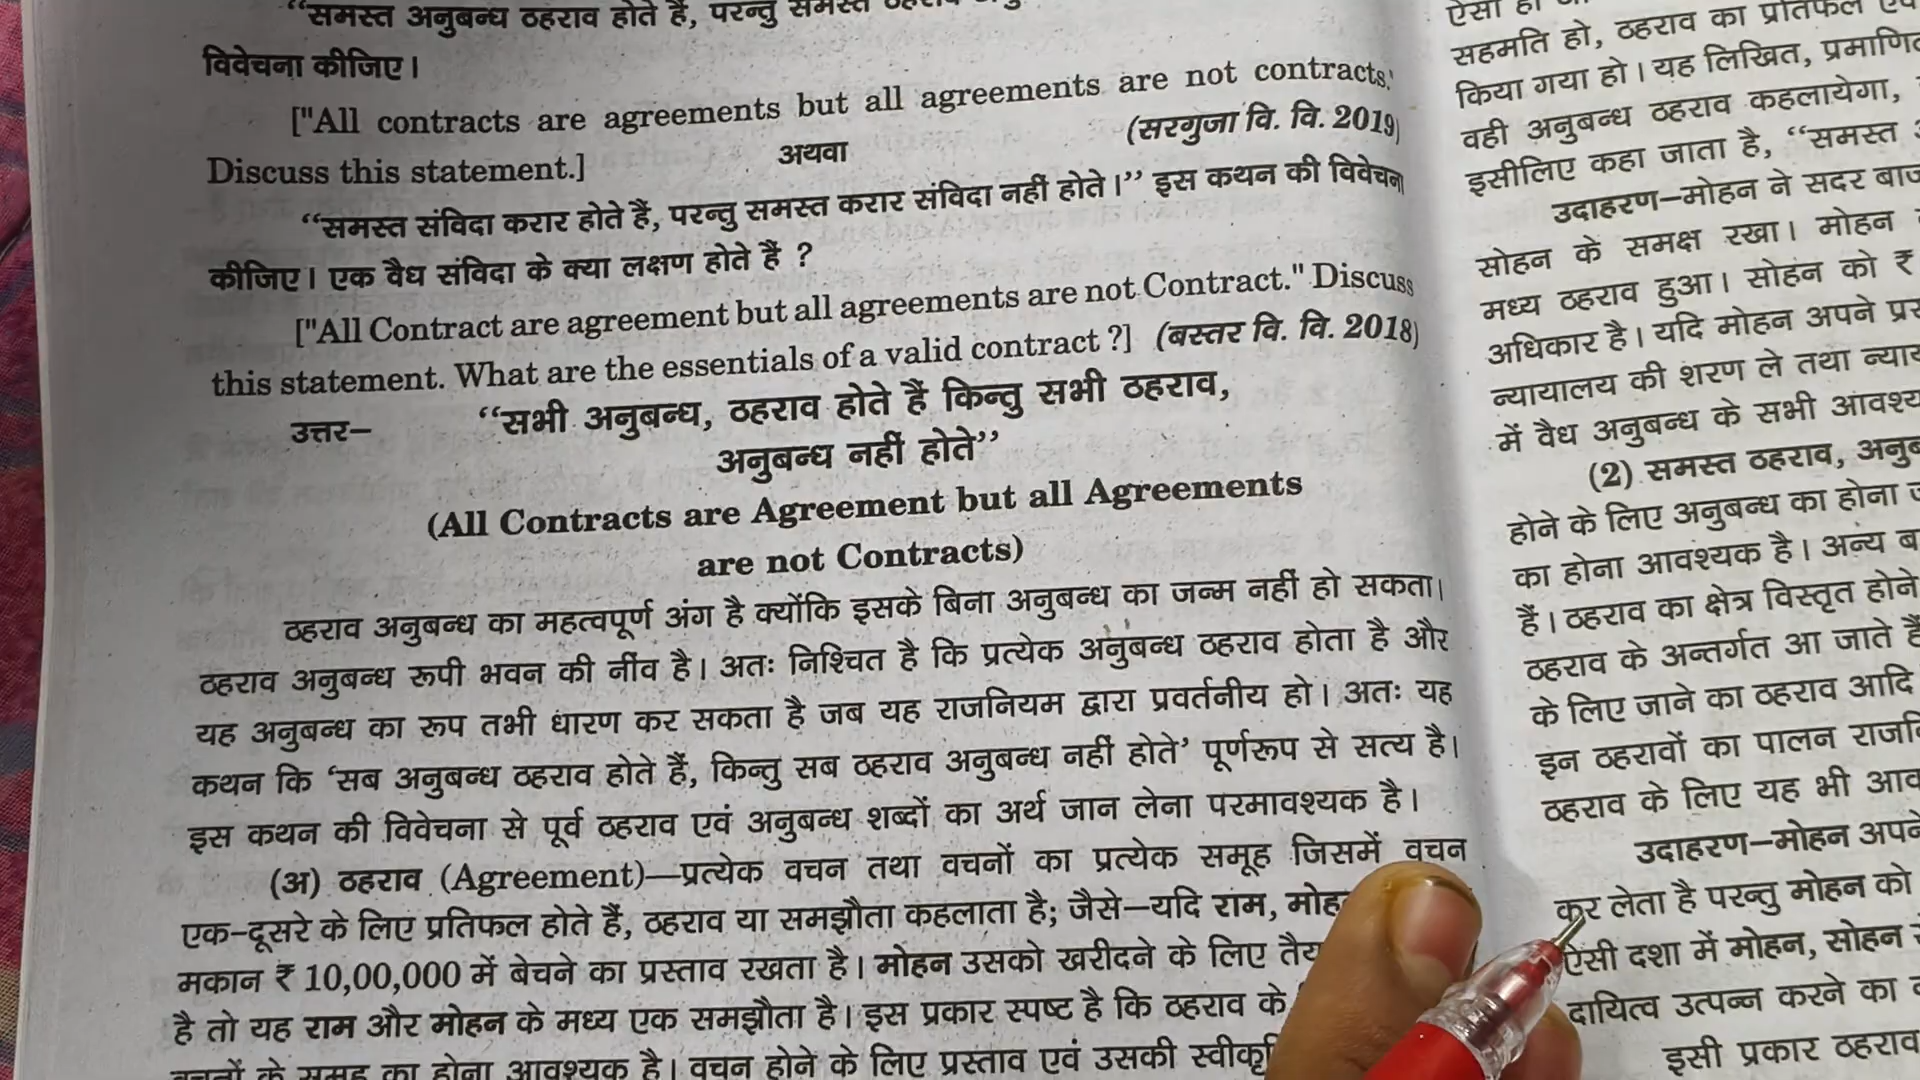 “समस्त अनुबन्ध ठहराव होते हैं, परन्तु समस्त
विवेचना कीजिए।
["All contracts are agreements but all agreements are not contracts.'
(सरगुजा वि. वि. 2019)
Discuss this statement.]
अथवा
“समस्त संविदा करार होते हैं, परन्तु समस्त करार संविदा नहीं होते।” इस कथन की विवेचना
कीजिए। एक वैध संविदा के क्या लक्षण होते हैं ?
["All Contract are agreement but all agreements are not Contract." Discuss
this statement. What are the essentials of a valid contract ?] (बस्तर वि. वि. 2018)
उत्तर– “सभी अनुबन्ध, ठहराव होते हैं किन्तु सभी ठहराव,
अनुबन्ध नहीं होते”
(All Contracts are Agreement but all Agreements
are not Contracts)
ठहराव अनुबन्ध का महत्वपूर्ण अंग है क्योंकि इसके बिना अनुबन्ध का जन्म नहीं हो सकता।
ठहराव अनुबन्ध रूपी भवन की नींव है। अतः निश्चित है कि प्रत्येक अनुबन्ध ठहराव होता है और
यह अनुबन्ध का रूप तभी धारण कर सकता है जब यह राजनियम द्वारा प्रवर्तनीय हो। अतः यह
कथन कि ‘सब अनुबन्ध ठहराव होते हैं, किन्तु सब ठहराव अनुबन्ध नहीं होते’ पूर्णरूप से सत्य है।
इस कथन की विवेचना से पूर्व ठहराव एवं अनुबन्ध शब्दों का अर्थ जान लेना परमावश्यक है।
(अ) ठहराव (Agreement)—प्रत्येक वचन तथा वचनों का प्रत्येक समूह जिसमें वचन
एक-दूसरे के लिए प्रतिफल होते हैं, ठहराव या समझौता कहलाता है; जैसे—यदि राम,
मकान ₹ 10,00,000 में बेचने का प्रस्ताव रखता है। मोहन उसको खरीदने के लिए
है तो यह राम और मोहन के मध्य एक समझौता है। इस प्रकार स्पष्ट है कि ठहराव के
वचनों के समूह का होना आवश्यक है। वचन होने के लिए प्रस्ताव एवं उसकी
सहमति हो, ठहराव का प्रतिफल
किया गया हो। यह लिखित,
वही अनुबन्ध ठहराव कहलायेगा,
इसीलिए कहा जाता है, “समस्त
उदाहरण–मोहन ने सदर
सोहन के समक्ष रखा। मोहन
मध्य ठहराव हुआ। सोहन को ₹
अधिकार है। यदि मोहन अपने
न्यायालय की शरण ले तथा
में वैध अनुबन्ध के सभी
(2) समस्त ठहराव,
होने के लिए अनुबन्ध का होना
का होना आवश्यक है। अन्य
हैं। ठहराव का क्षेत्र विस्तृत होने
ठहराव के अन्तर्गत आ जाते हैं
के लिए जाने का ठहराव आदि
इन ठहरावों का पालन
ठहराव के लिए यह भी
उदाहरण–मोहन
कर लेता है परन्तु मोहन को
ऐसी दशा में मोहन, सोहन
दायित्व उत्पन्न करने का
इसी प्रकार ठहराव